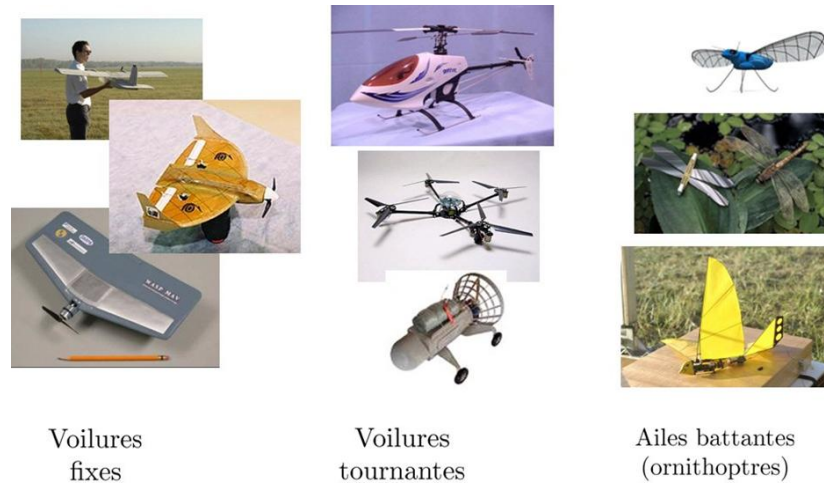 WASP MAV
Voilures
fixes
Voilures
tournantes
Ailes battantes
(ornithoptres)